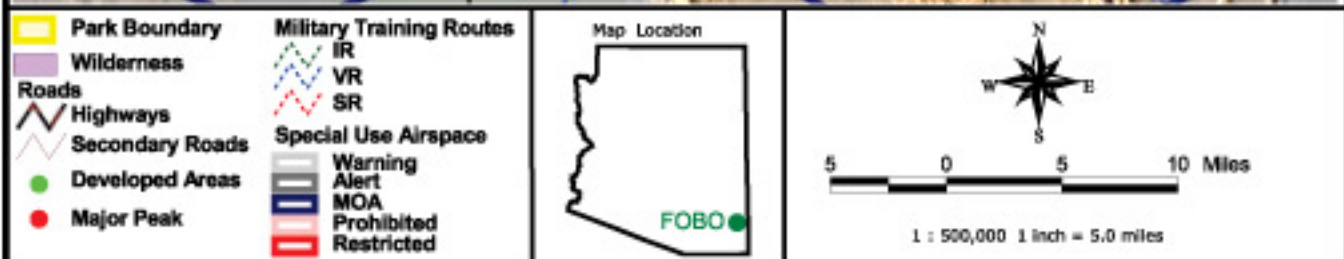 Park Boundary
Wilderness
Roads
Highways
Secondary Roads
Developed Areas
Major Peak
Military Training Routes
IR
VR
SR
Special Use Airspace
Warning
Alert
MOA
Prohibited
Restricted
Map Location
FOBO
N
W E
S
5 0 5 10 Miles
1 : 500,000 1 inch = 5.0 miles